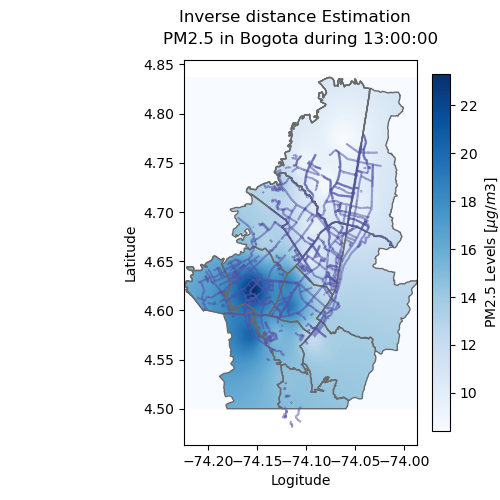 Inverse distance Estimation
PM2.5 in Bogota during 13:00:00
4.85
4.80
4.75
4.70
4.65
4.60
4.55
4.50
Latitude
−74.20 −74.15 −74.10 −74.05 −74.00
Logitude
22
20
18
16
14
12
10
PM2.5 Levels [μg/m3]